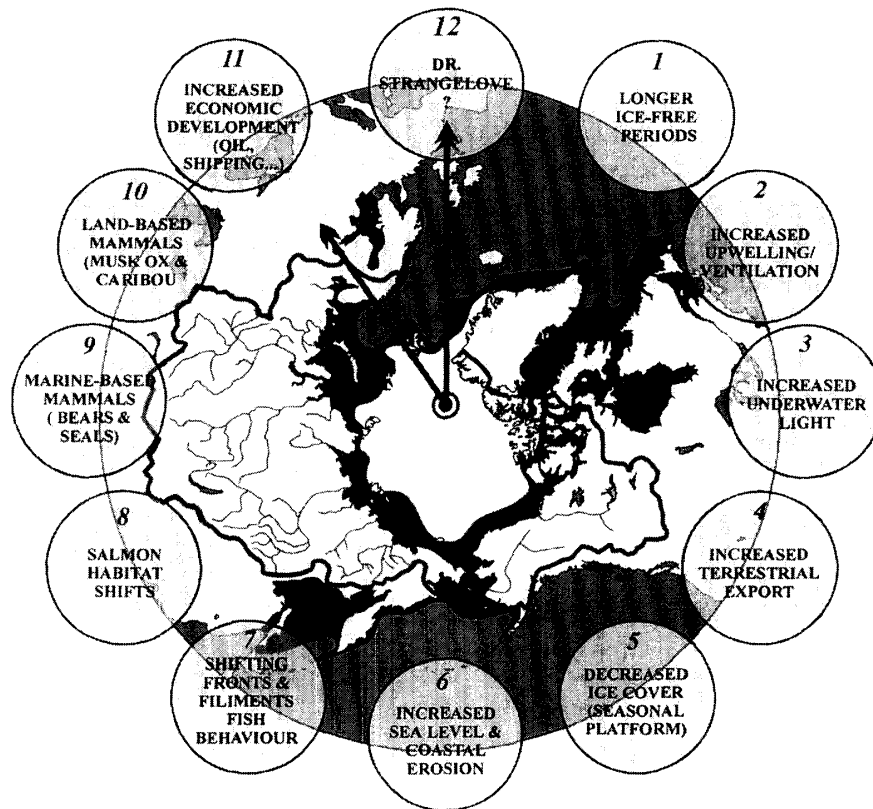 12
DR.
STRANGELOVE
?
1
LONGER
ICE-FREE
PERIODS
2
INCREASED
UPWELLING/
VENTILATION
3
INCREASED
UNDERWATER
LIGHT
4
INCREASED
TERRESTRIAL
EXPORT
5
DECREASED
ICE COVER
(SEASONAL
PLATFORM)
6
INCREASED
SEA LEVEL &
COASTAL
EROSION
7
SHIFTING
FRONTS &
FILIMENTS
FISH
BEHAVIOUR
8
SALMON
HABITAT
SHIFTS
9
MARINE-BASED
MAMMALS
( BEARS &
SEALS)
10
LAND-BASED
MAMMALS
(MUSK OX &
CARIBOU
11
INCREASED
ECONOMIC
DEVELOPMENT
(OIL,
SHIPPING...)